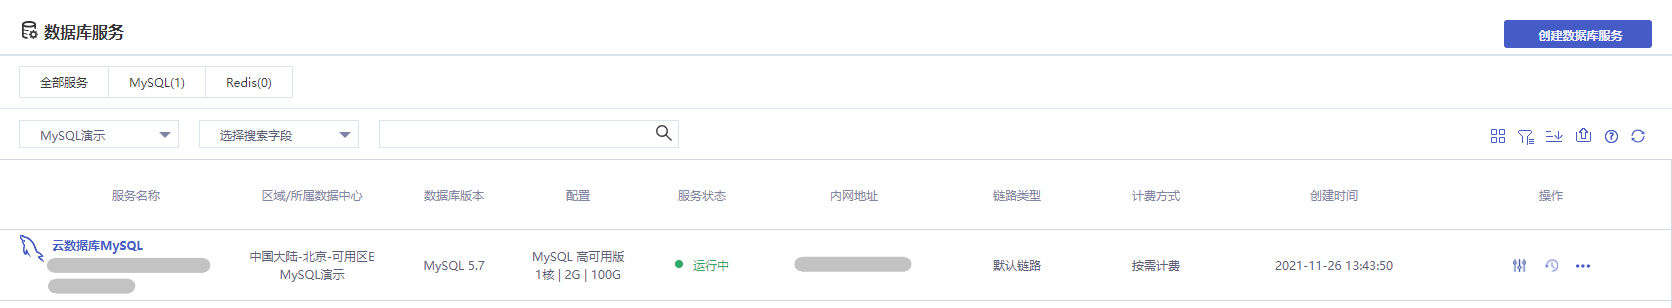 数据库服务
创建数据库服务
全部服务 MySQL(1) Redis(0)
MySQL演示 选择搜索字段
服务名称 区域/所属数据中心 数据库版本 配置 服务状态 内网地址 链路类型 计费方式 创建时间 操作
云数据库MySQL
中国大陆-北京-可用区E
MySQL演示
MySQL 5.7
MySQL 高可用版
1核 | 2G | 100G
运行中
默认链路
按需计费
2021-11-26 13:43:50